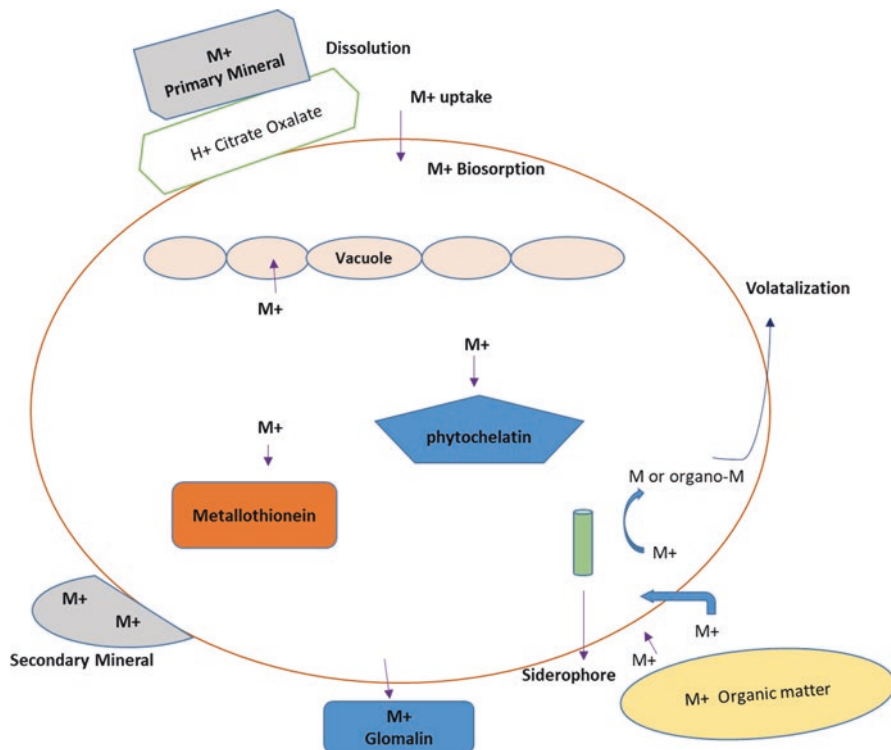 M+
Primary Mineral
Dissolution
H+ Citrate Oxalate
M+ uptake
M+ Biosorption
Vacuole
M+
Volatalization
M+
phytochelatin
M+
Metallothionein
M or organo-M
M+
M+
M+
M+
Secondary Mineral
M+
Siderophore
M+
M+ Organic matter
M+
Glomalin